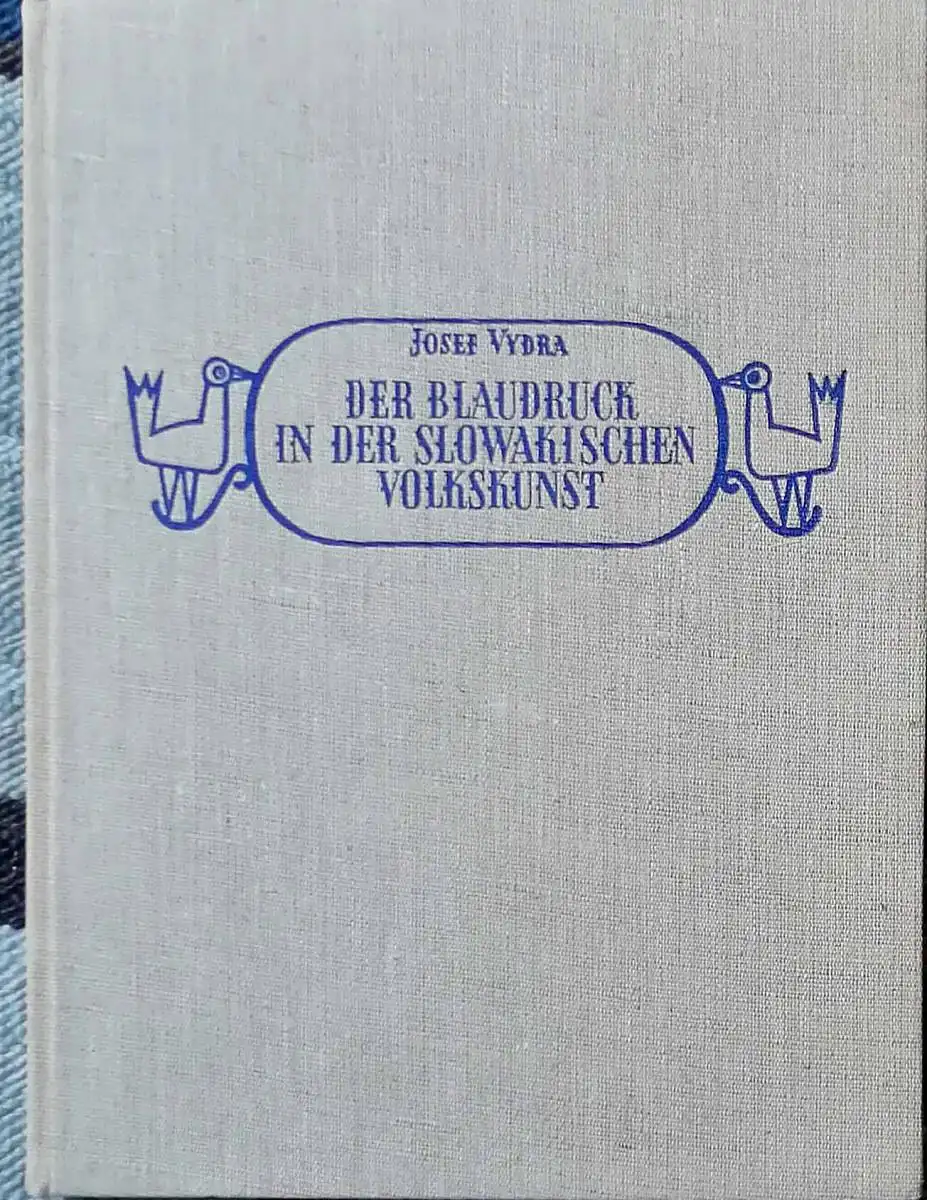 JOSEF VYDRA
DER BLAUDRUCK
IN DER SLOWAKISCHEN
VOLKSKUNST